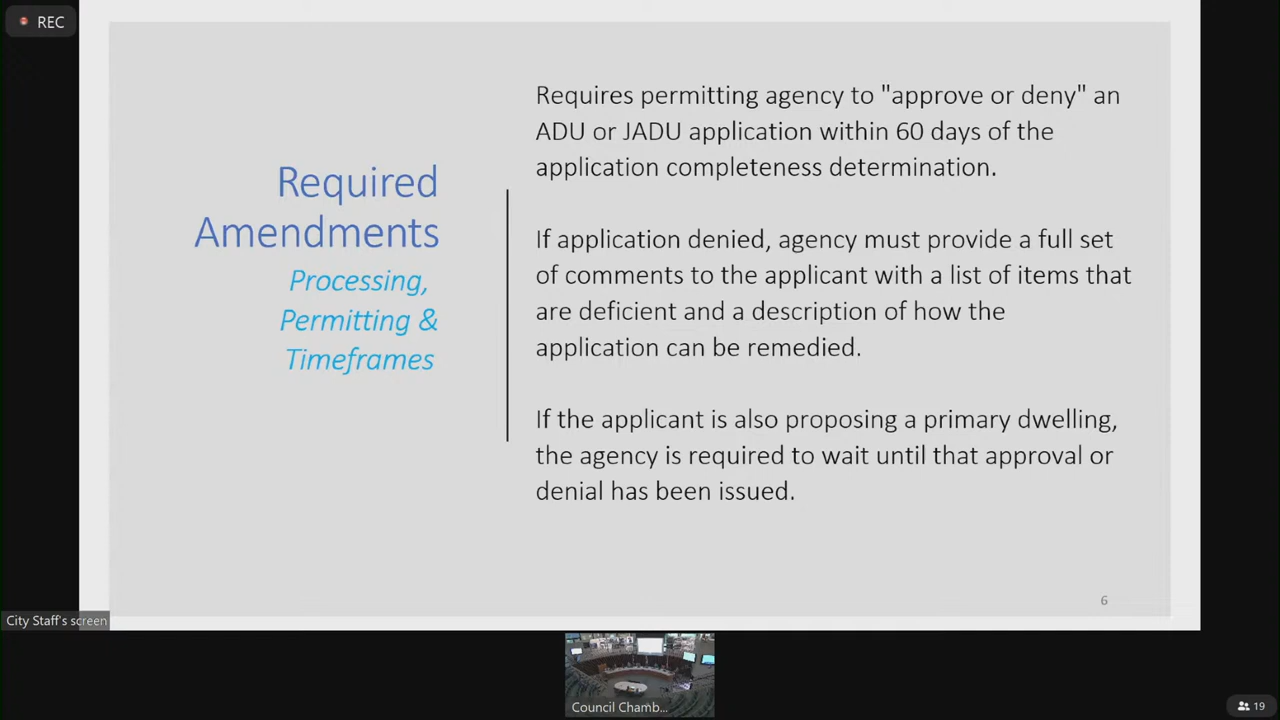 REC
Required
Amendments
Processing,
Permitting &
Timeframes
Requires permitting agency to "approve or deny" an
ADU or JADU application within 60 days of the
application completeness determination.
If application denied, agency must provide a full set
of comments to the applicant with a list of items that
are deficient and a description of how the
application can be remedied.
If the applicant is also proposing a primary dwelling,
the agency is required to wait until that approval or
denial has been issued.
6
City Staff's screen
Council Chamb...
19